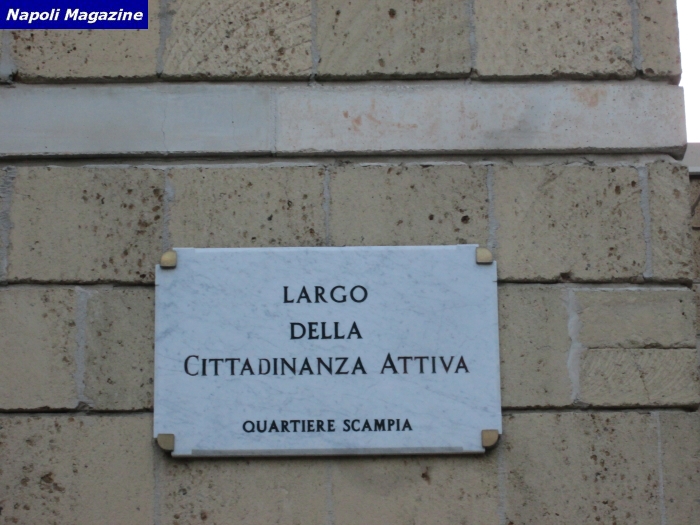 Napoli Magazine
LARGO
DELLA
CITTADINANZA ATTIVA
QUARTIERE SCAMPIA